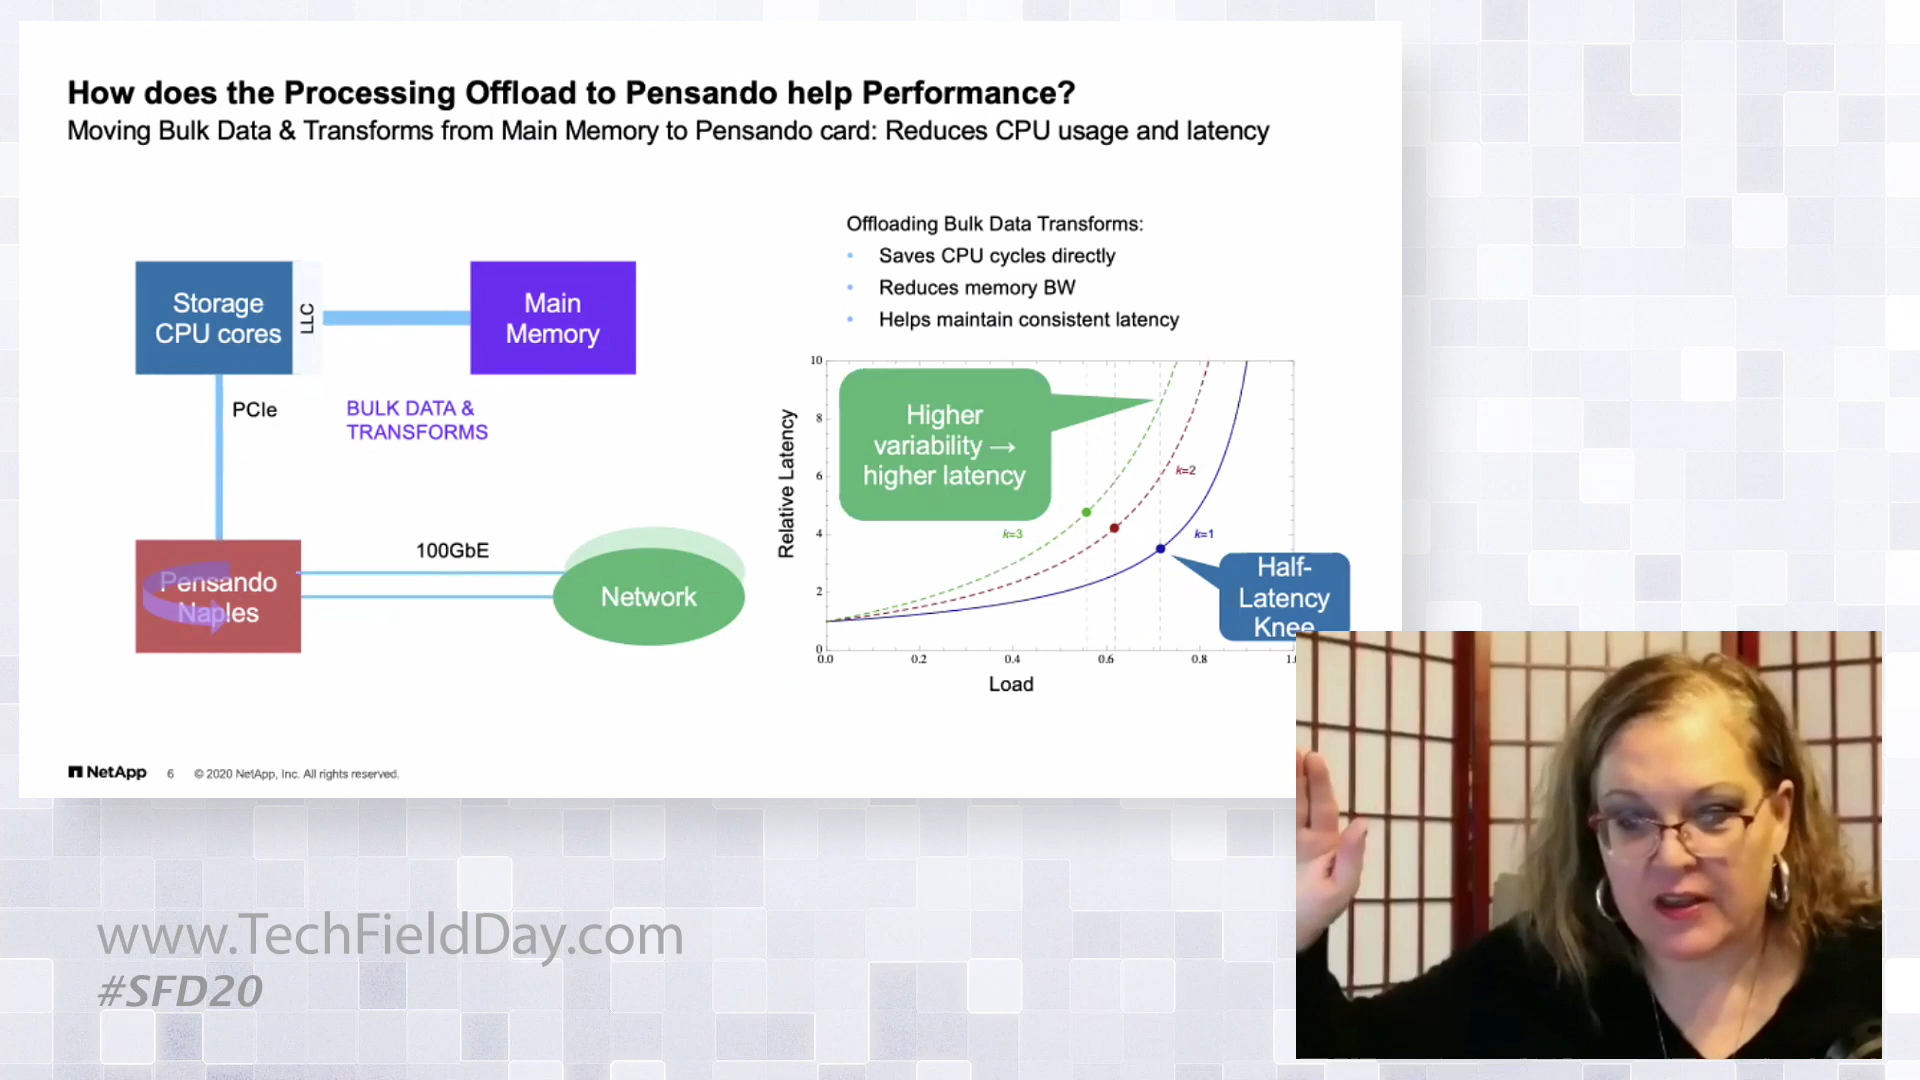 How does the Processing Offload to Pensando help Performance?
Moving Bulk Data & Transforms from Main Memory to Pensando card: Reduces CPU usage and latency
Storage
CPU cores
LLC
Main
Memory
PCIe
BULK DATA &
TRANSFORMS
Pensando
Naples
100GbE
Network
Offloading Bulk Data Transforms:
• Saves CPU cycles directly
• Reduces memory BW
• Helps maintain consistent latency
Relative Latency
10
8
6
4
2
0
Higher
variability →
higher latency
k=3
k=2
k=1
Half-
Latency
Knee
0.0 0.2 0.4 0.6 0.8
Load
NetApp 6 © 2020 NetApp, Inc. All rights reserved.
www.TechFieldDay.com
#SFD20